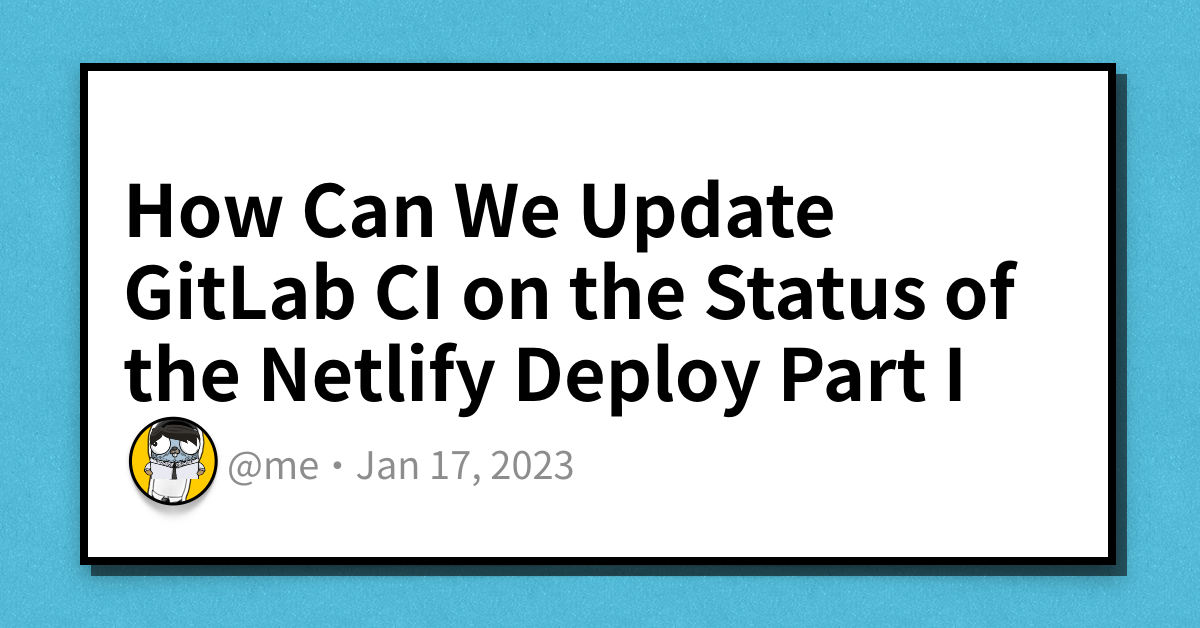 How Can We Update
GitLab CI on the Status of
the Netlify Deploy Part I
@me • Jan 17, 2023